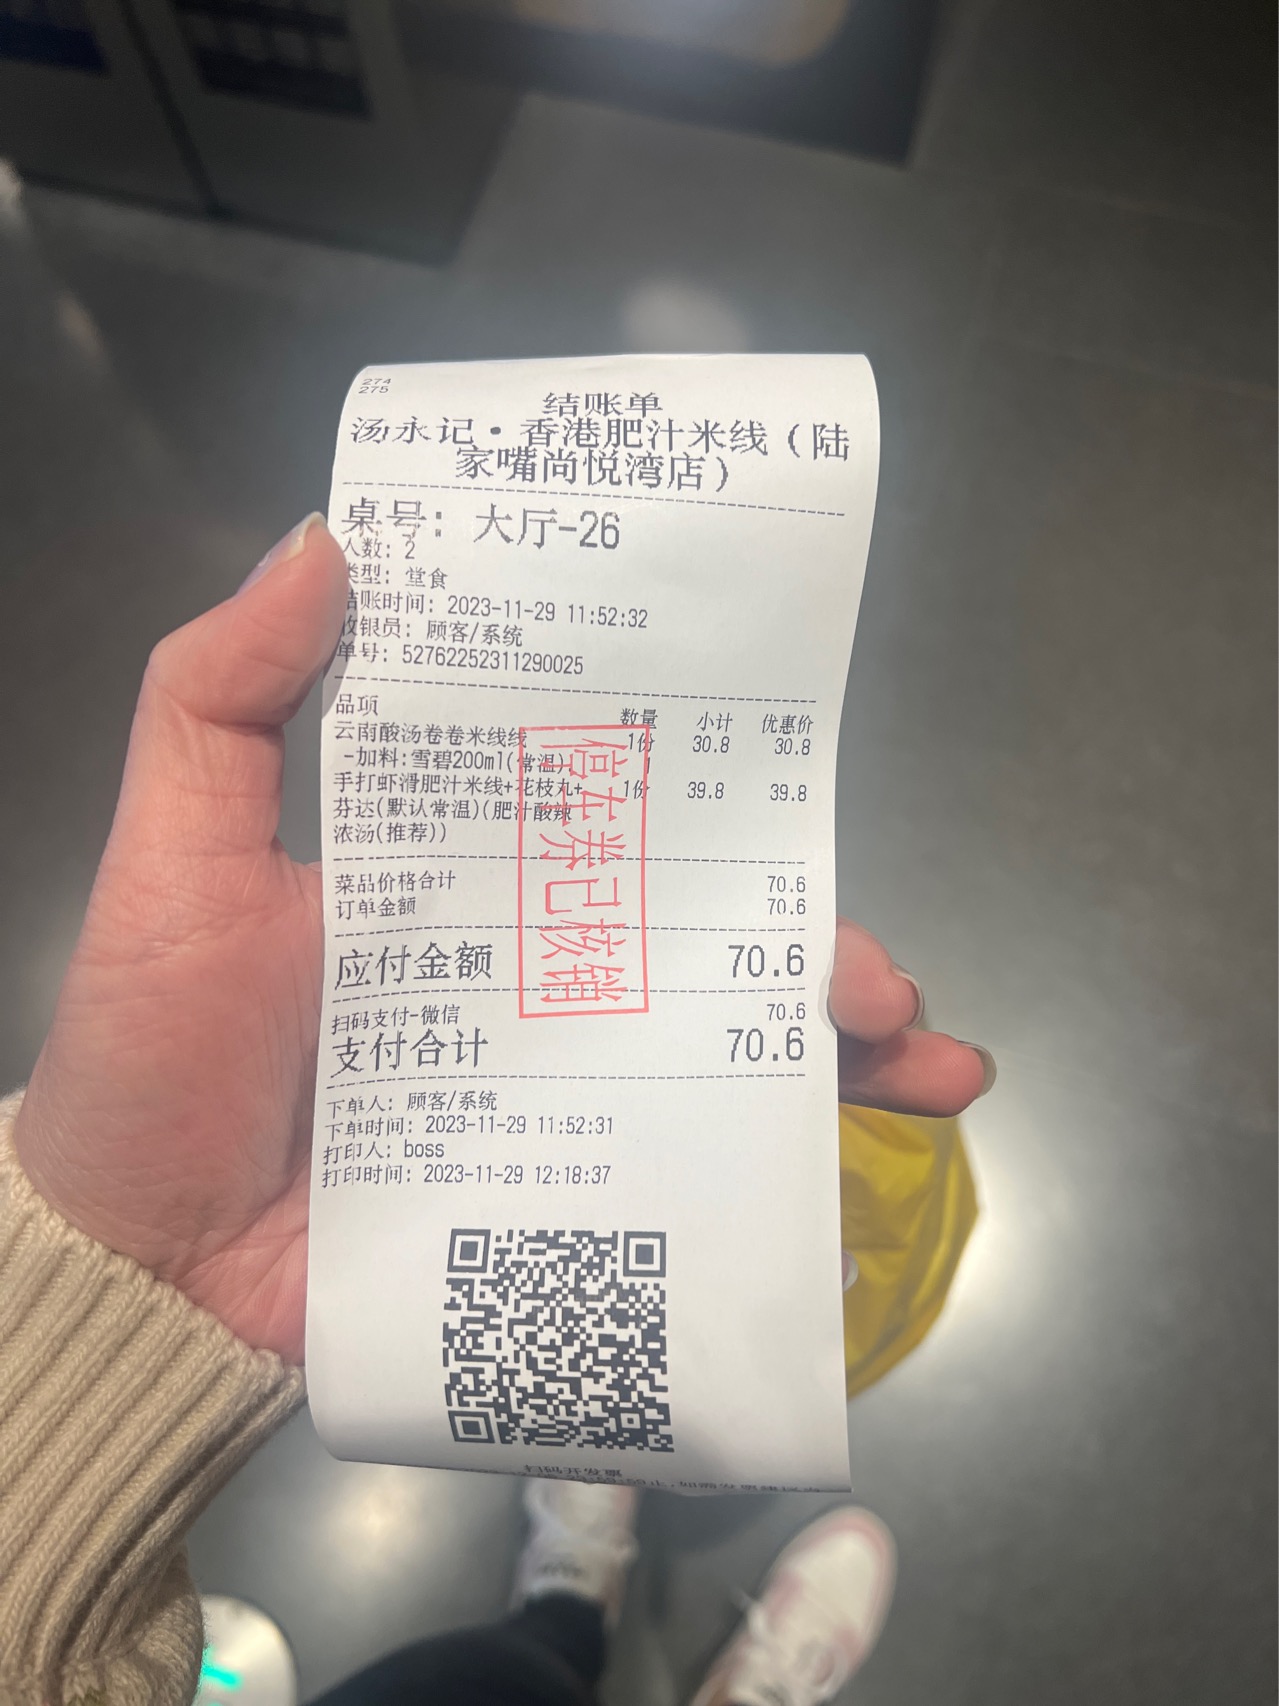 274
275
结账单
汤永记·香港肥汁米线(陆
家嘴尚悦湾店)
桌号: 大厅-26
人数: 2
类型: 堂食
结账时间: 2023-11-29 11:52:32
收银员: 顾客/系统
单号: 52762252311290025
品项 数量 小计 优惠价
云南酸汤卷卷米线线 1份 30.8 30.8
-加料:雪碧200ml(常温) 1
手打虾滑肥汁米线+花枝丸+ 1份 39.8 39.8
芬达(默认常温)(肥汁酸辣
浓汤(推荐))
停车券已核销
菜品价格合计 70.6
订单金额 70.6
应付金额 70.6
扫码支付-微信 70.6
支付合计 70.6
下单人: 顾客/系统
下单时间: 2023-11-29 11:52:31
打印人: boss
打印时间: 2023-11-29 12:18:37
扫码开发票